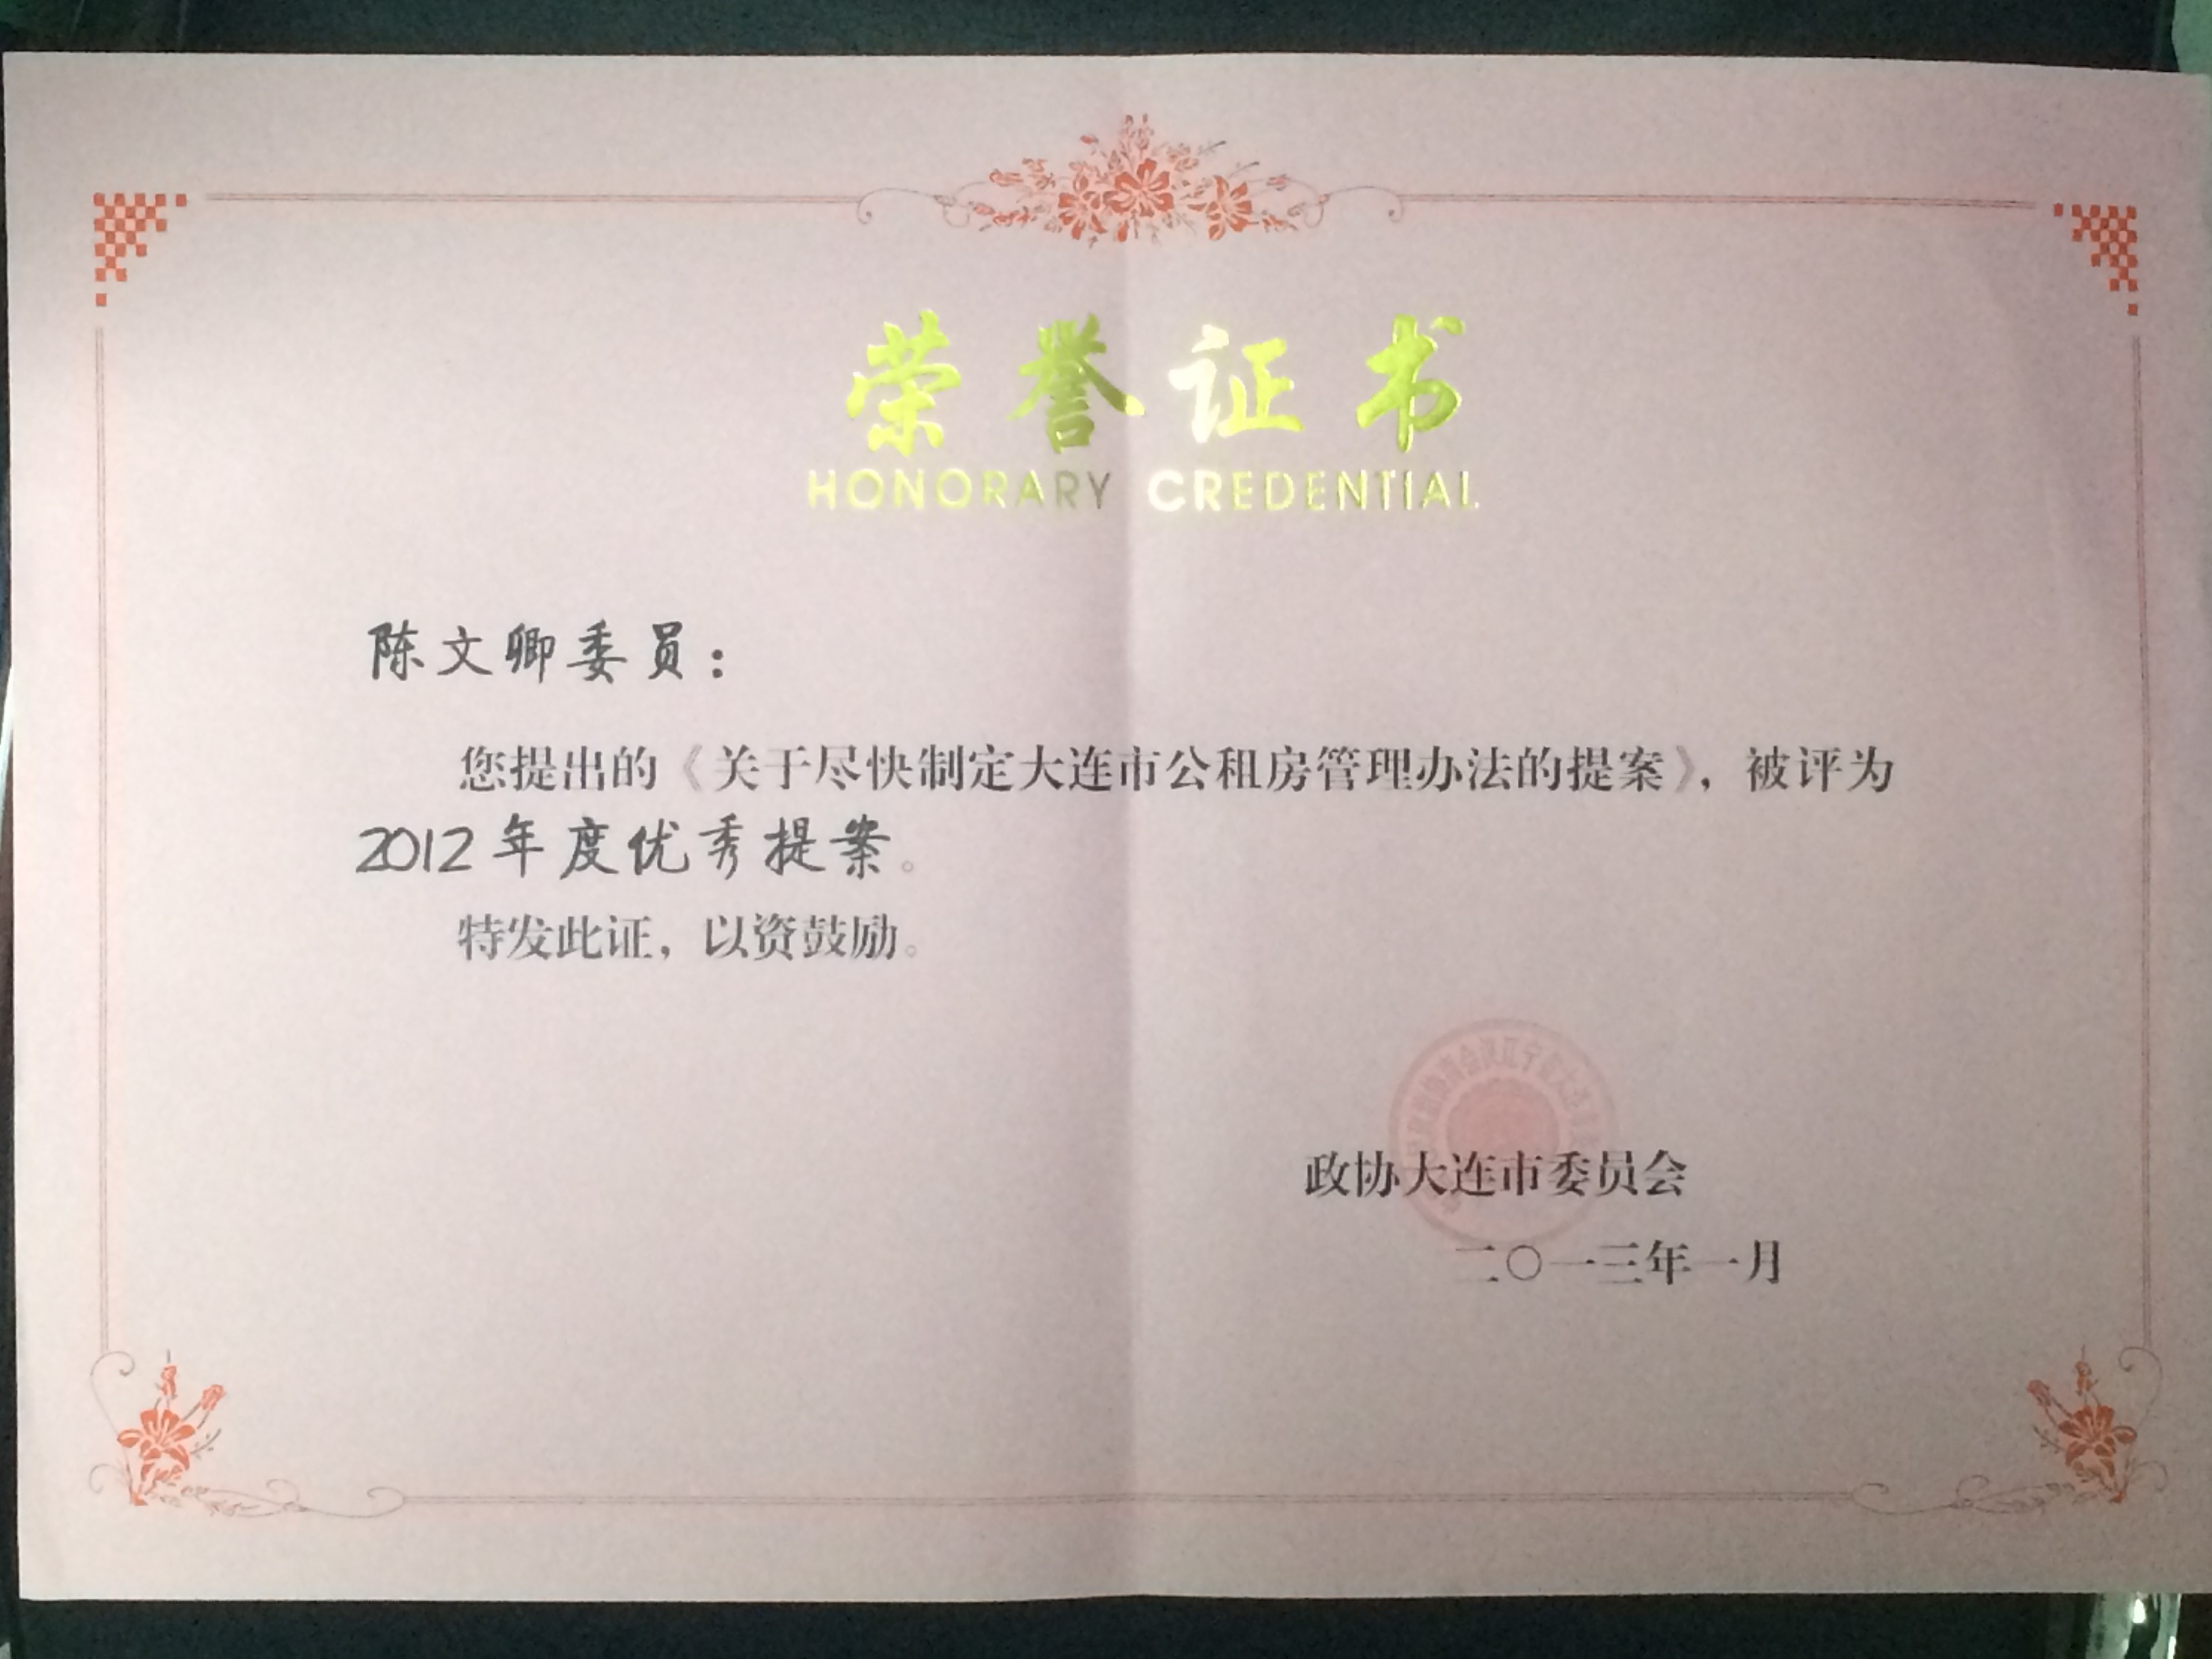 荣誉证书
HONORARY CREDENTIAL
陈文卿委员：
您提出的《关于尽快制定大连市公租房管理办法的提案》，被评为
2012年度优秀提案。
特发此证，以资鼓励。
政协大连市委员会
二〇一三年一月